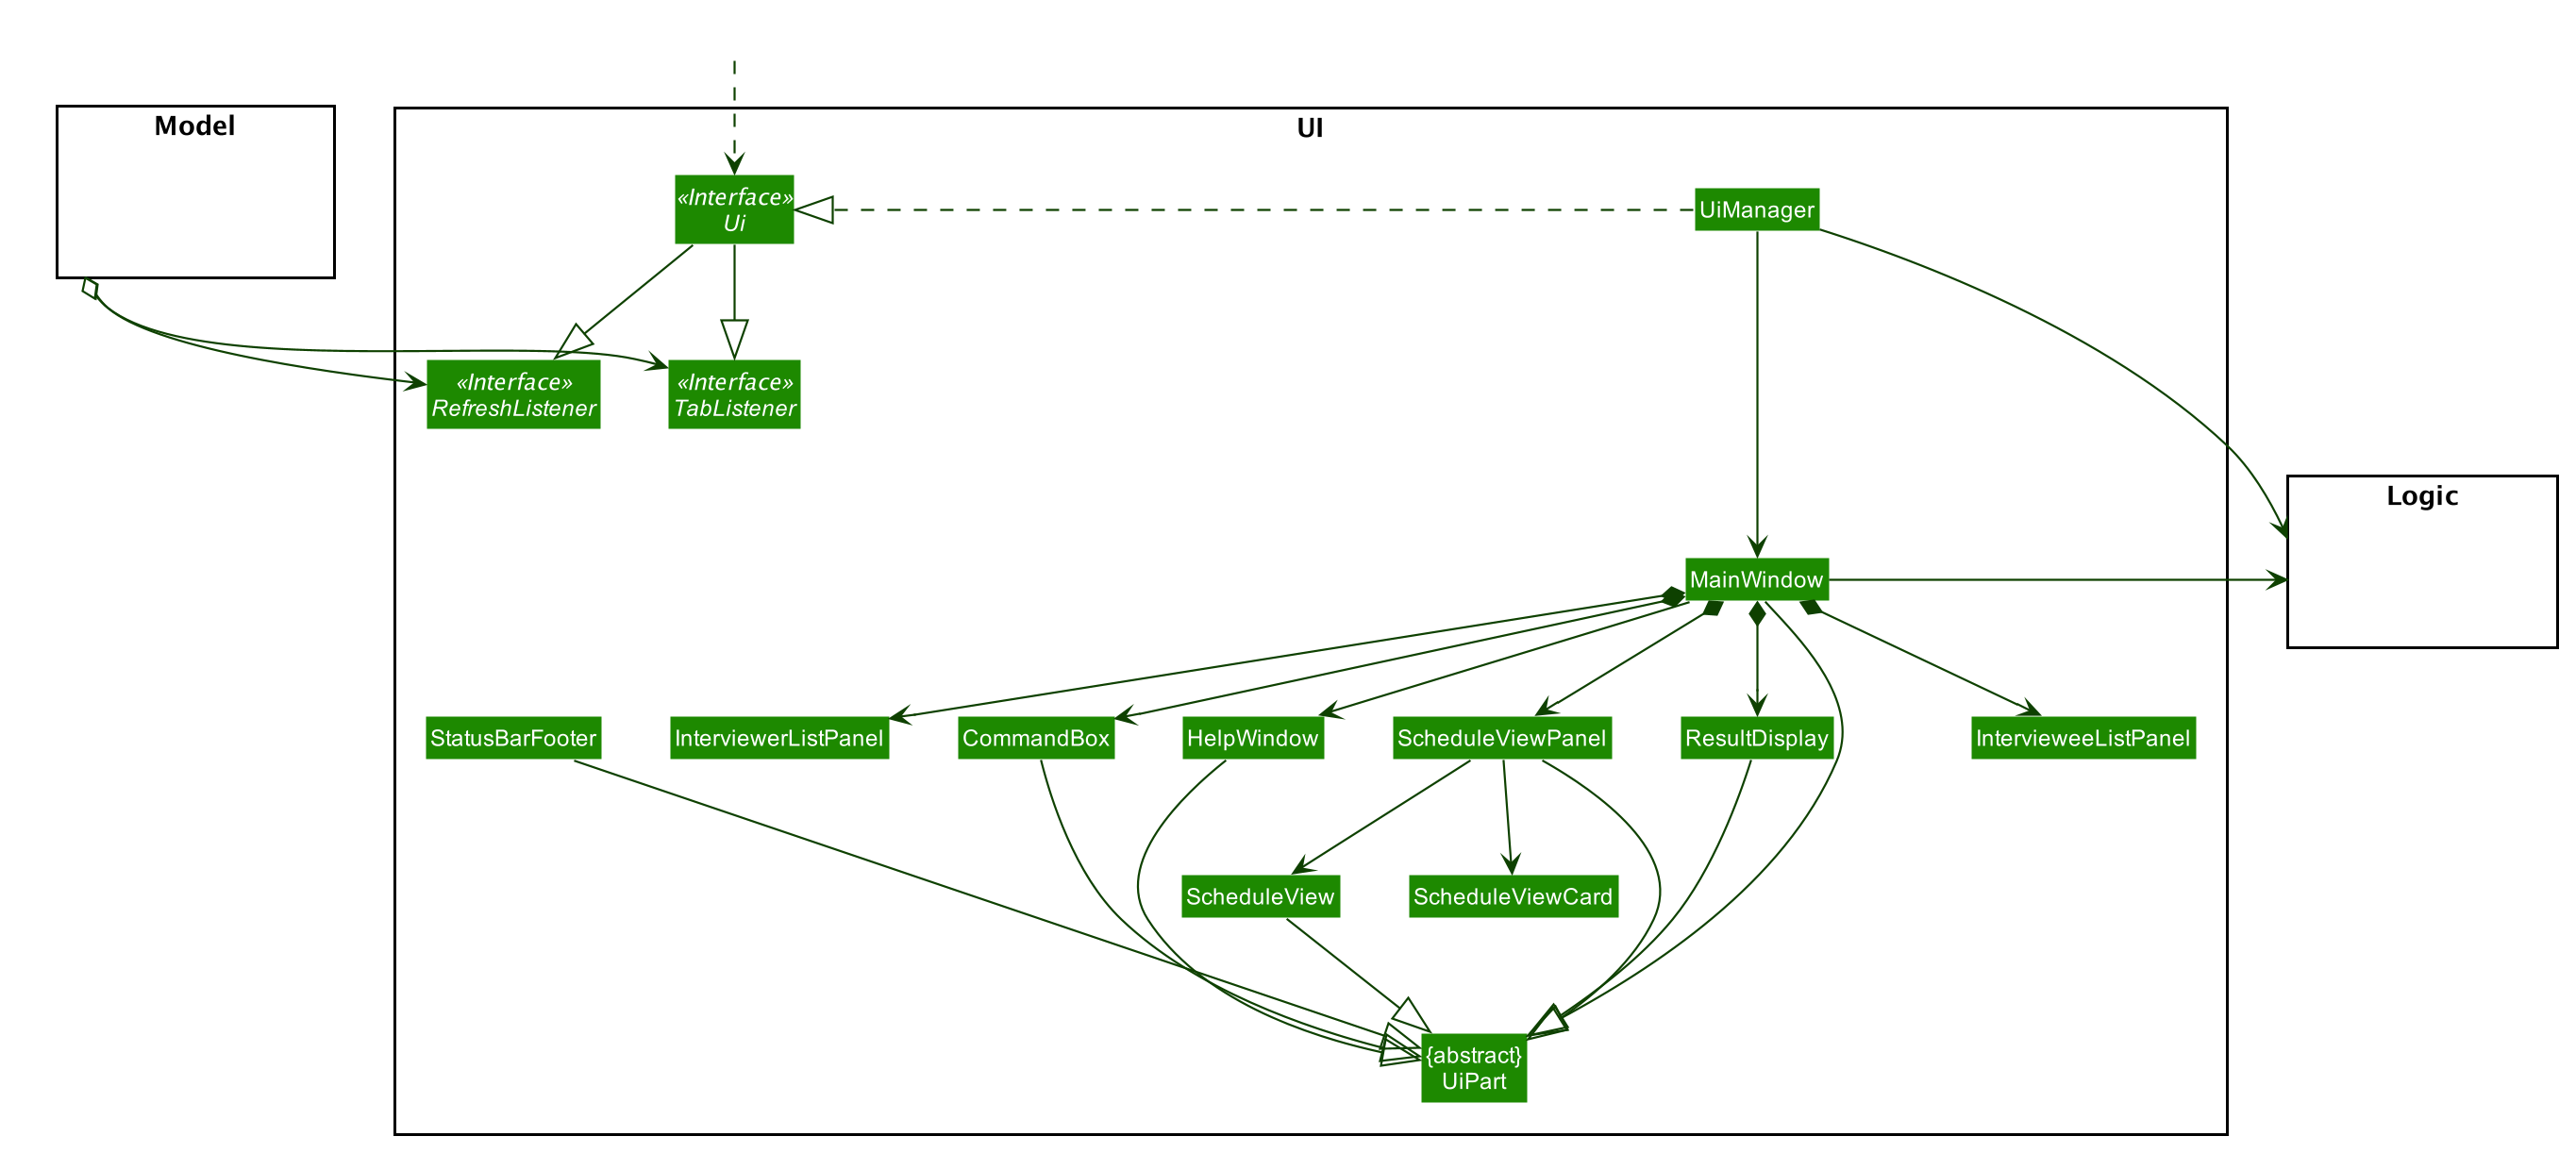 Model
UI
«Interface»
Ui
UiManager
«Interface»
RefreshListener
«Interface»
TabListener
Logic
MainWindow
StatusBarFooter
InterviewerListPanel
CommandBox
HelpWindow
ScheduleViewPanel
ResultDisplay
IntervieweeListPanel
ScheduleView
ScheduleViewCard
{abstract}
UiPart